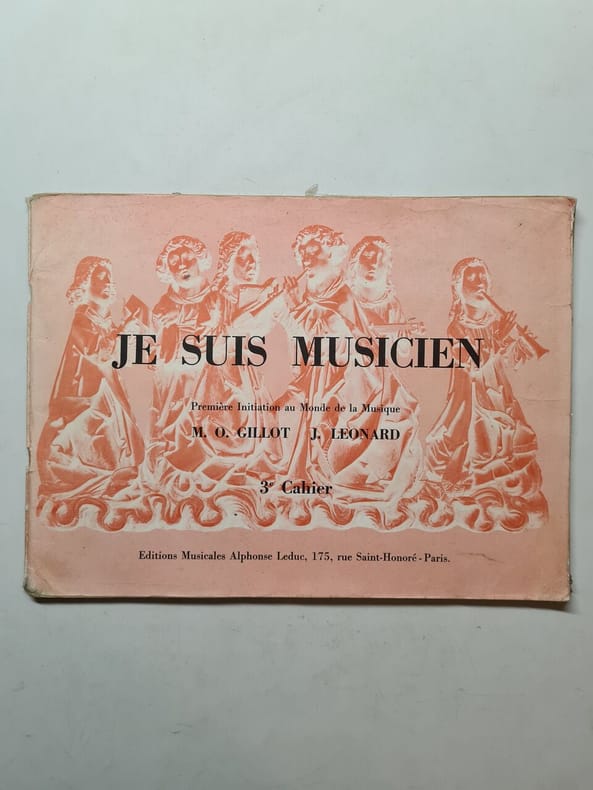 JE SUIS MUSICIEN
Première Initiation au Monde de la Musique
M. O. GILLOT J. LEONARD
3e Cahier
Editions Musicales Alphonse Leduc, 175, rue Saint-Honoré - Paris.